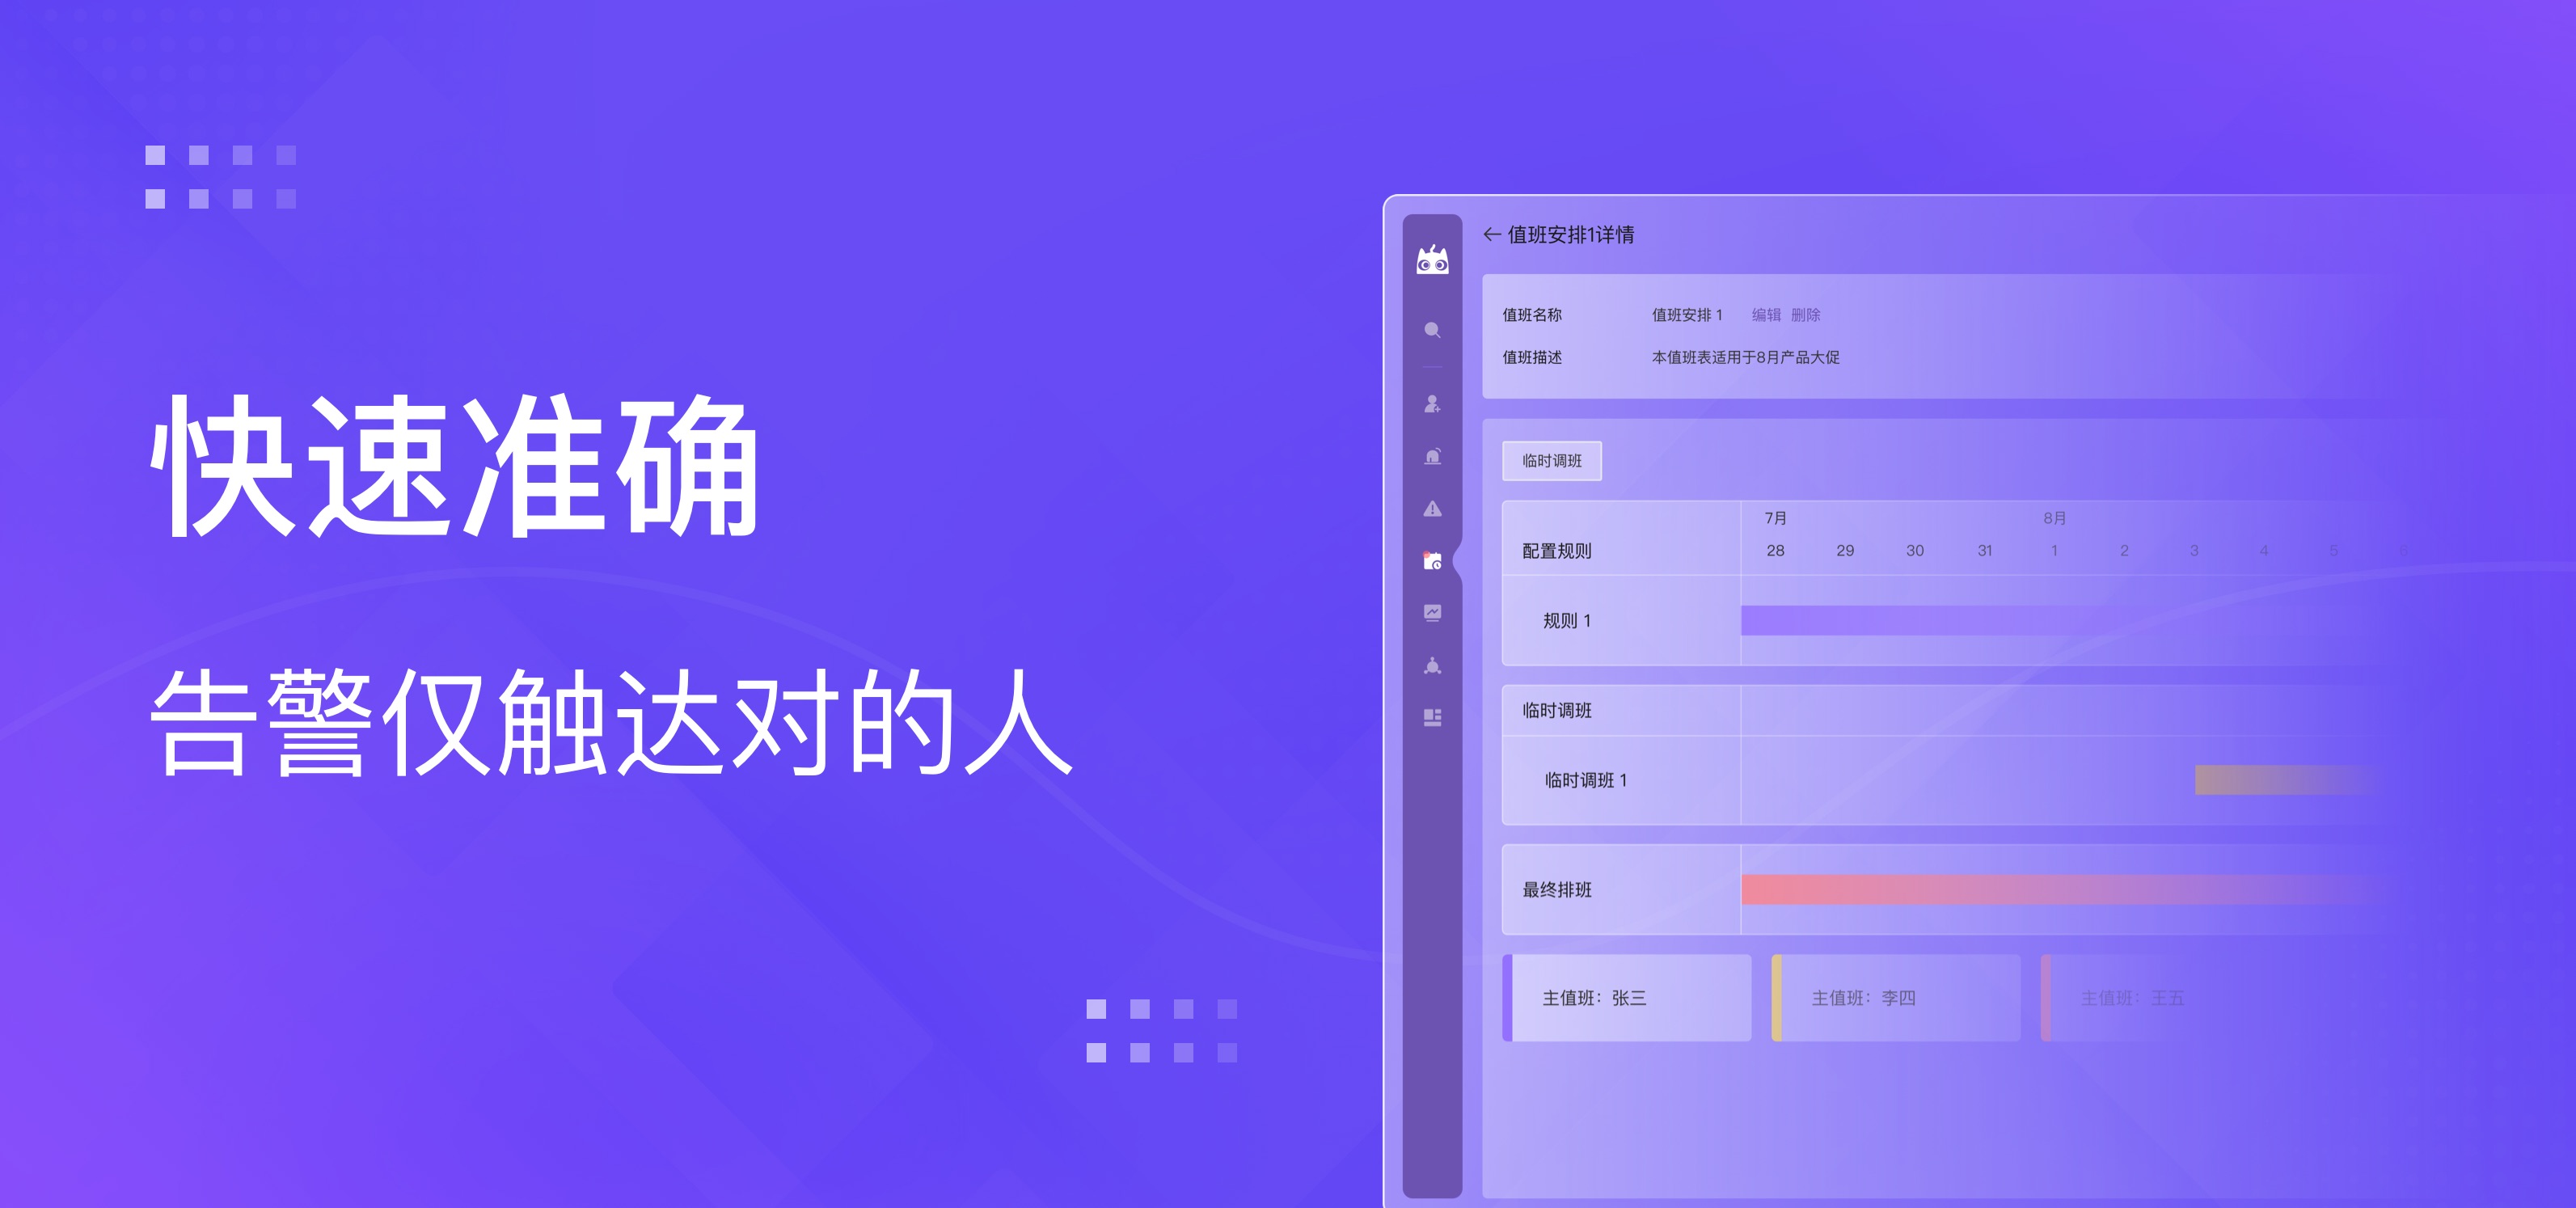 快速准确
告警仅触达对的人
值班安排1详情
值班名称 值班安排 1 编辑 删除
值班描述 本值班表适用于8月产品大促
临时调班
7月 8月
配置规则 28 29 30 31 1 2 3 4 5 6
规则 1
临时调班
临时调班 1
最终排班
主值班：张三 主值班：李四 主值班：王五